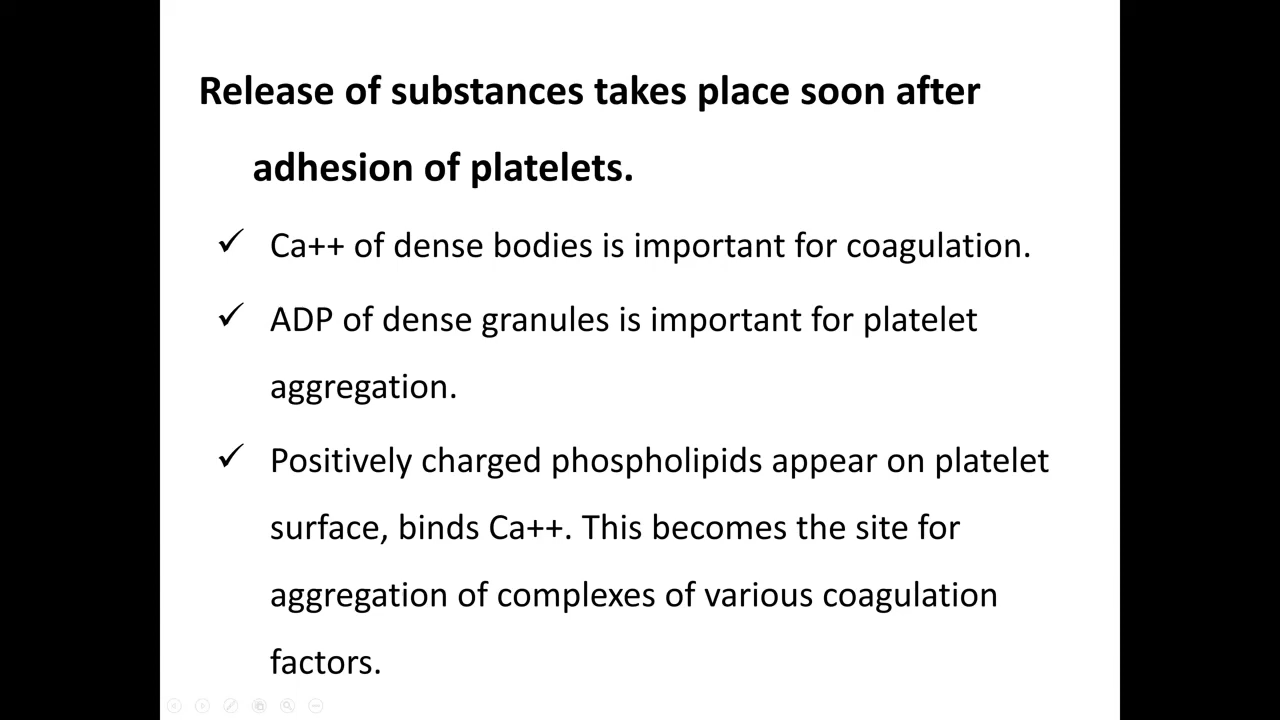 Release of substances takes place soon after
adhesion of platelets.
✓ Ca++ of dense bodies is important for coagulation.
✓ ADP of dense granules is important for platelet
aggregation.
✓ Positively charged phospholipids appear on platelet
surface, binds Ca++. This becomes the site for
aggregation of complexes of various coagulation
factors.